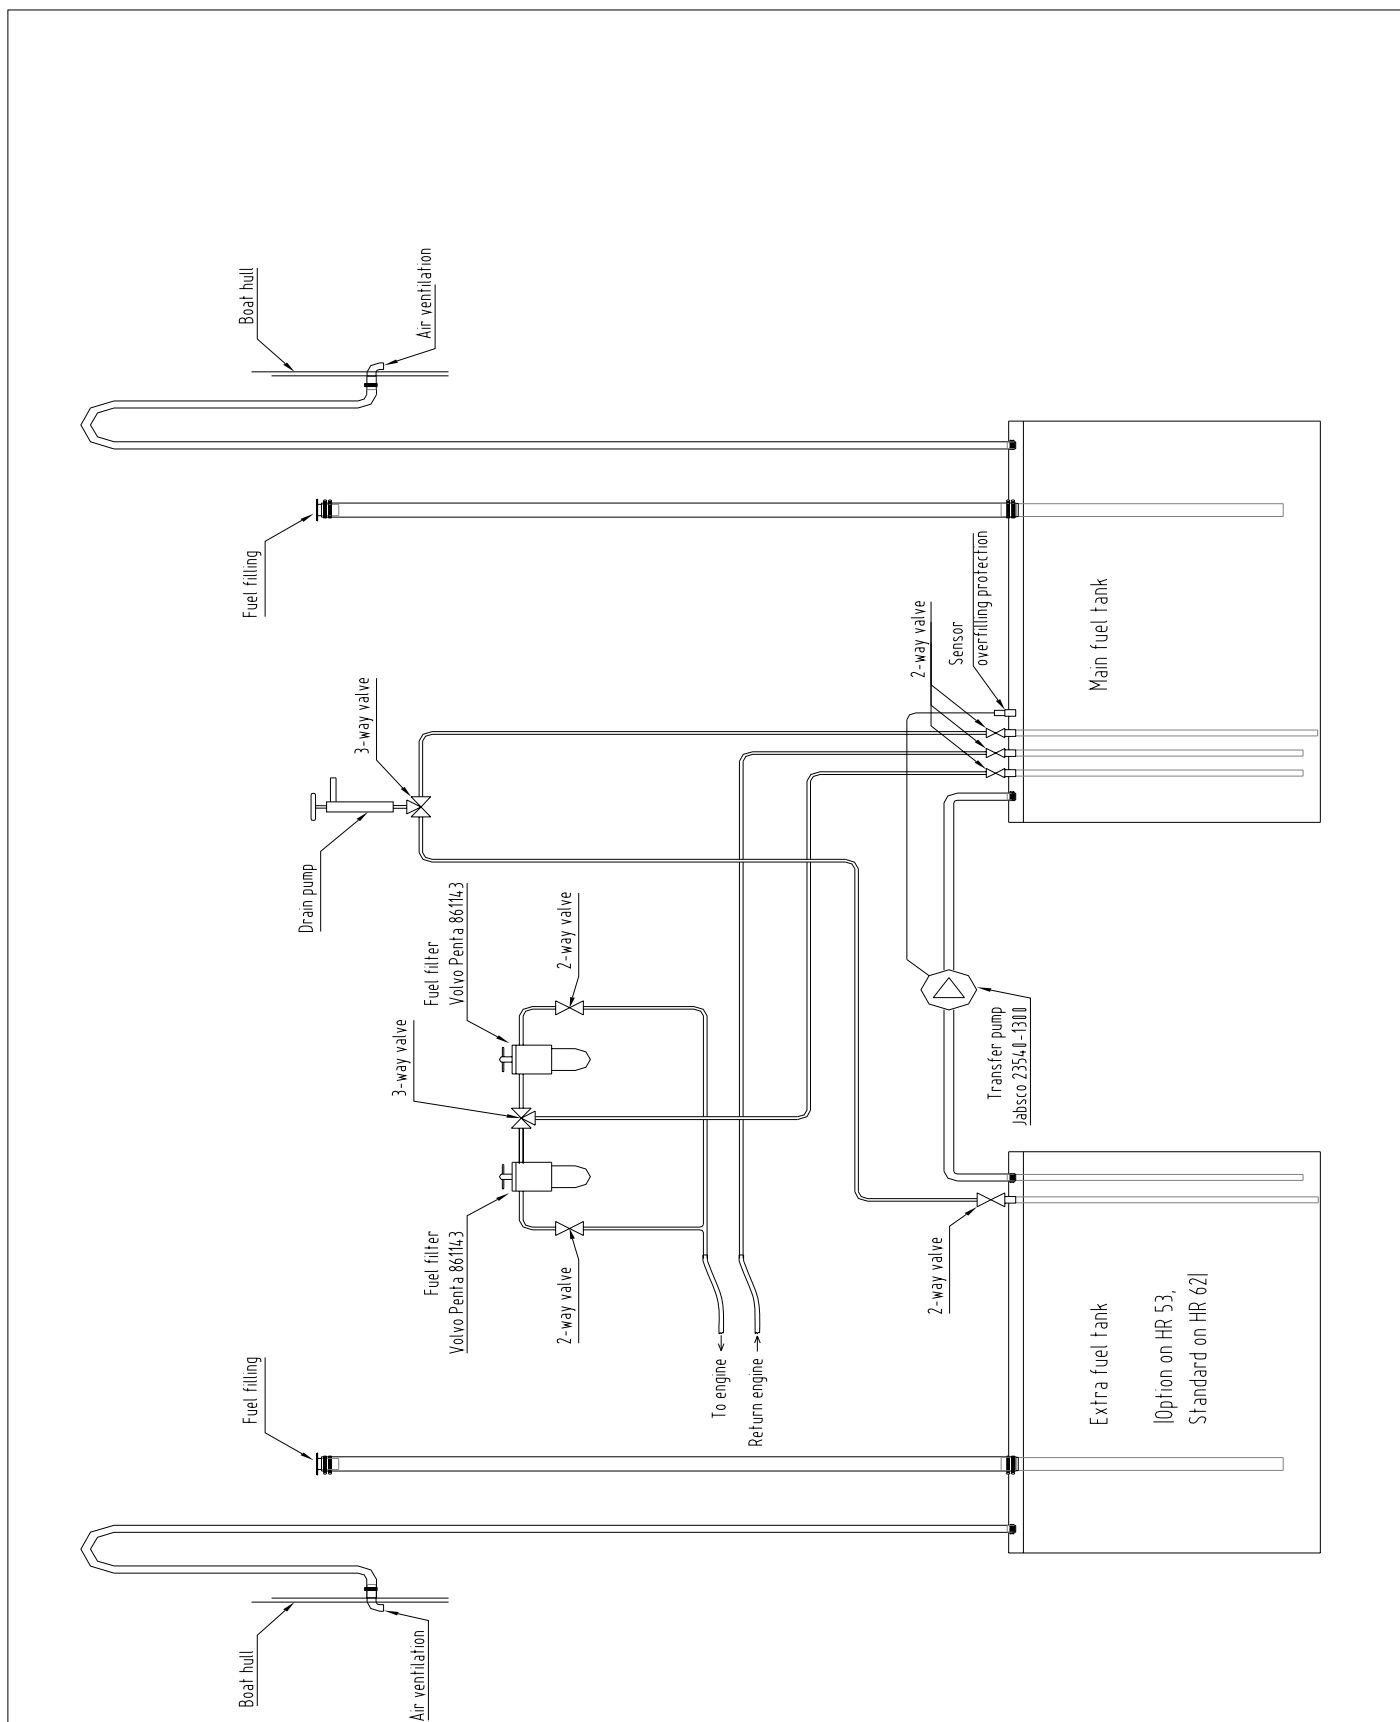 Boat hull
Air ventilation
Fuel filling
Fuel filter
Volvo Penta 861143
2-way valve
To engine
Return engine
2-way valve
Extra fuel tank
(Option on HR 53,
Standard on HR 62)
3-way valve
Fuel filter
Volvo Penta 861143
2-way valve
Transfer pump
Jabsco 23540-1300
Drain pump
3-way valve
2-way valve
Sensor
overfilling protection
Main fuel tank
Fuel filling
Boat hull
Air ventilation